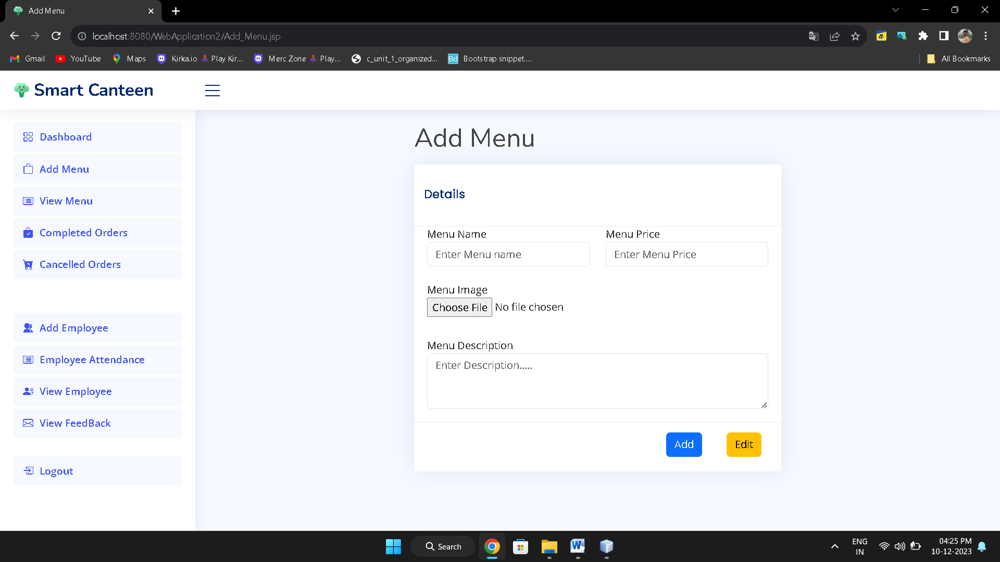 Add Menu
localhost:8080/WebApplication2/Add_Menu.jsp
Gmail YouTube Maps Kirka.io Play Kir... Merc Zone Play... c_unit_1_organized... Bd Bootstrap snippet.... All Bookmarks
Smart Canteen
Dashboard
Add Menu
View Menu
Completed Orders
Cancelled Orders
Add Employee
Employee Attendance
View Employee
View FeedBack
Logout
Add Menu
Details
Menu Name Menu Price
Enter Menu name Enter Menu Price
Menu Image
Choose File No file chosen
Menu Description
Enter Description.....
Add Edit
Search
ENG
IN
04:25 PM
10-12-2023